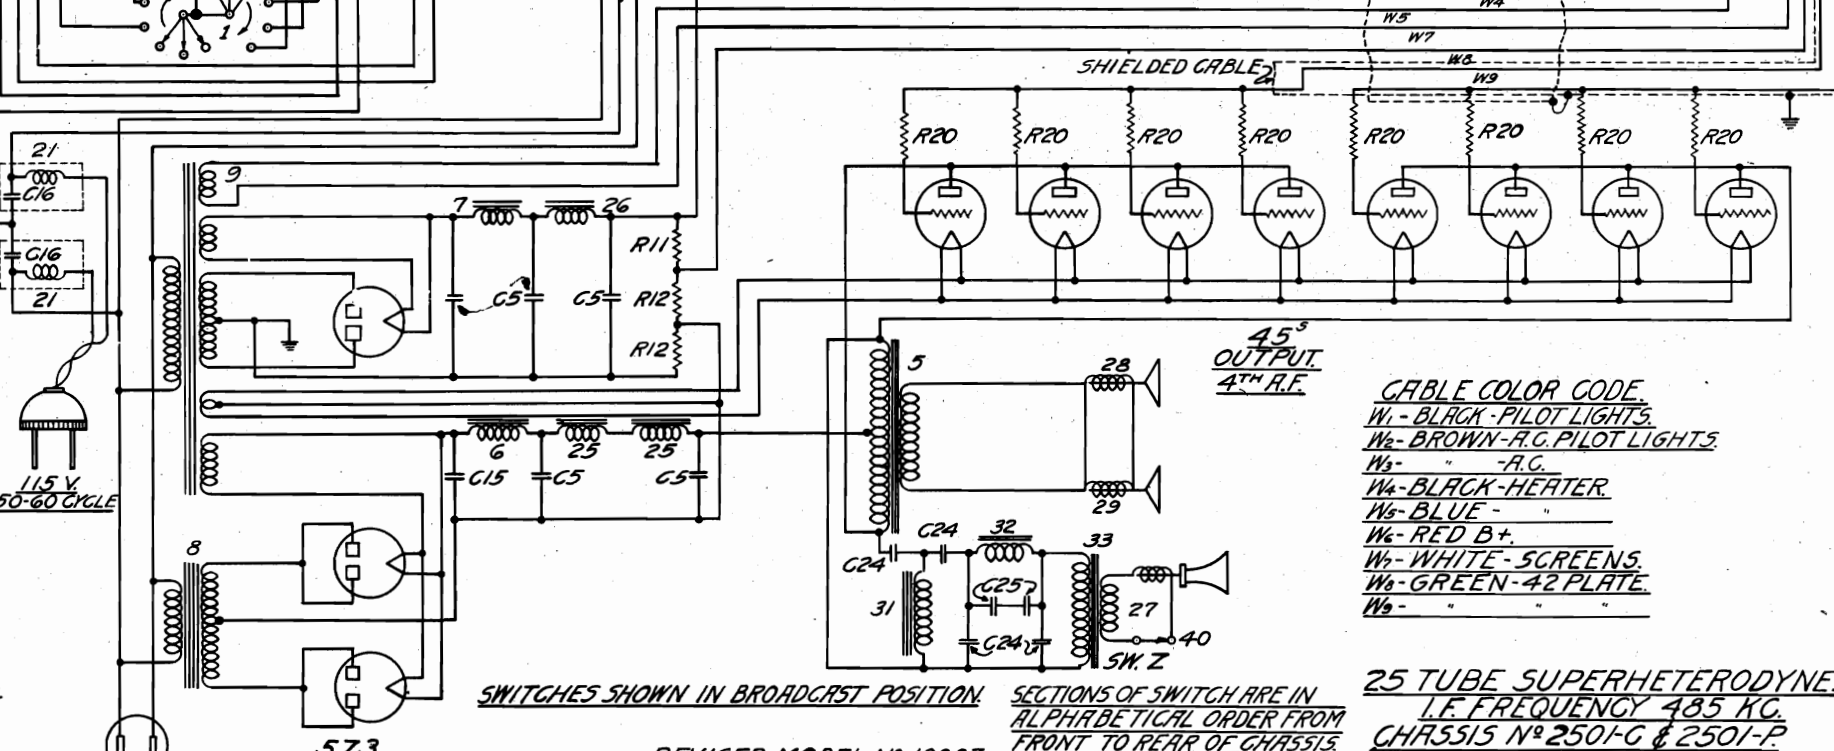 1
W4
W5
W7
W8
W9
SHIELDED CABLE 2
21
C16
C16
21
115 V.
50-60 CYCLE
9
7
26
R11
C5
C5
R12
R12
R20
R20
R20
R20
R20
R20
R20
R20
45S
OUTPUT.
4TH A.F.
5
28
29
6
25
25
C15
C5
C5
8
C24
C24
32
33
31
C25
C24
27
40
SW. Z
5Z3
CABLE COLOR CODE.
W1- BLACK - PILOT LIGHTS.
W2- BROWN - A.C. PILOT LIGHTS.
W3- " - A.C.
W4- BLACK - HEATER.
W5- BLUE - "
W6- RED B+.
W7- WHITE - SCREENS.
W8- GREEN - 42 PLATE.
W9- " " "
SWITCHES SHOWN IN BROADCAST POSITION.
SECTIONS OF SWITCH ARE IN
ALPHABETICAL ORDER FROM
FRONT TO REAR OF CHASSIS.
25 TUBE SUPERHETERODYNE.
I.F. FREQUENCY 485 KC.
CHASSIS Nº 2501-C & 2501-P